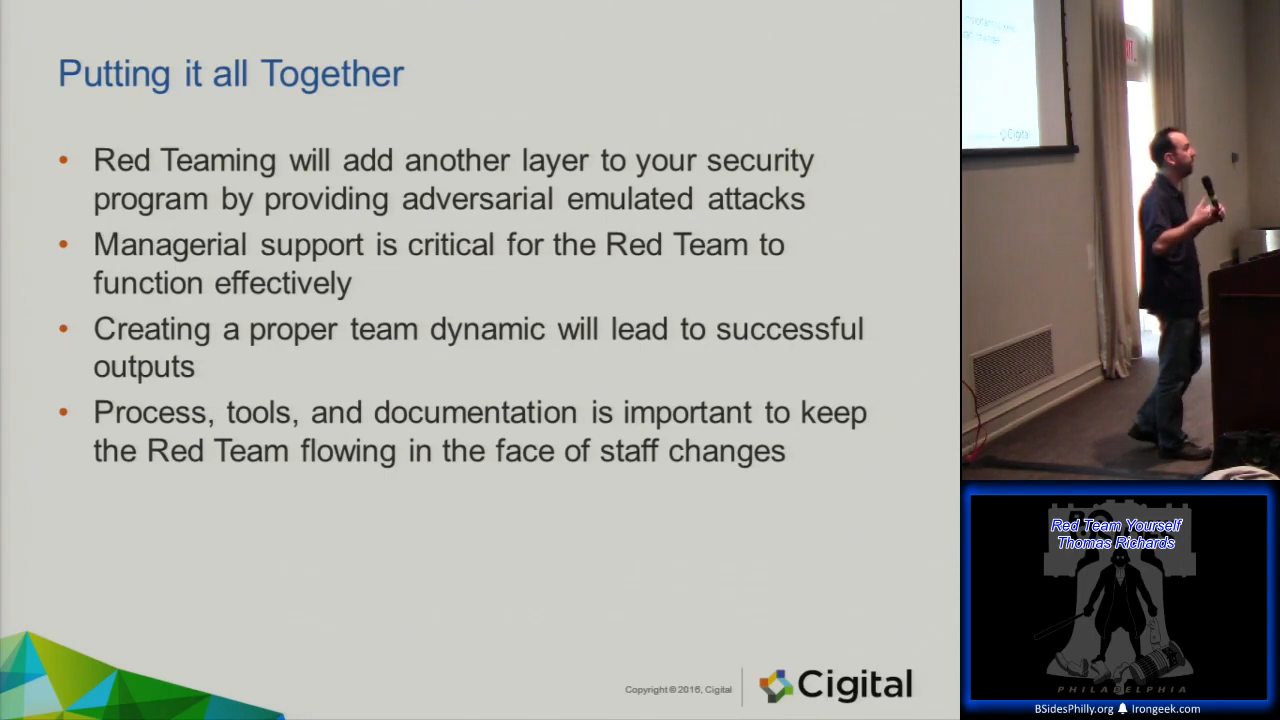 Putting it all Together
• Red Teaming will add another layer to your security
program by providing adversarial emulated attacks
• Managerial support is critical for the Red Team to
function effectively
• Creating a proper team dynamic will lead to successful
outputs
• Process, tools, and documentation is important to keep
the Red Team flowing in the face of staff changes
Copyright © 2016, Cigital
Cigital
Cigital
Red Team Yourself
Thomas Richards
PHILADELPHIA
BSidesPhilly.org Irongeek.com